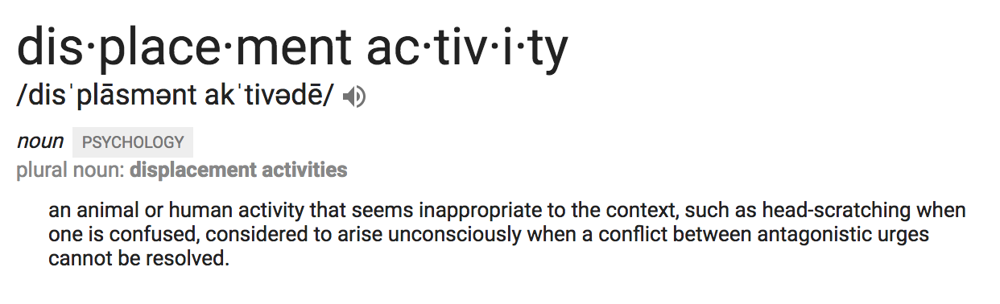 dis·place·ment ac·tiv·i·ty
/disˈplāsmənt akˈtivədē/
noun PSYCHOLOGY
plural noun: displacement activities
an animal or human activity that seems inappropriate to the context, such as head-scratching when
one is confused, considered to arise unconsciously when a conflict between antagonistic urges
cannot be resolved.